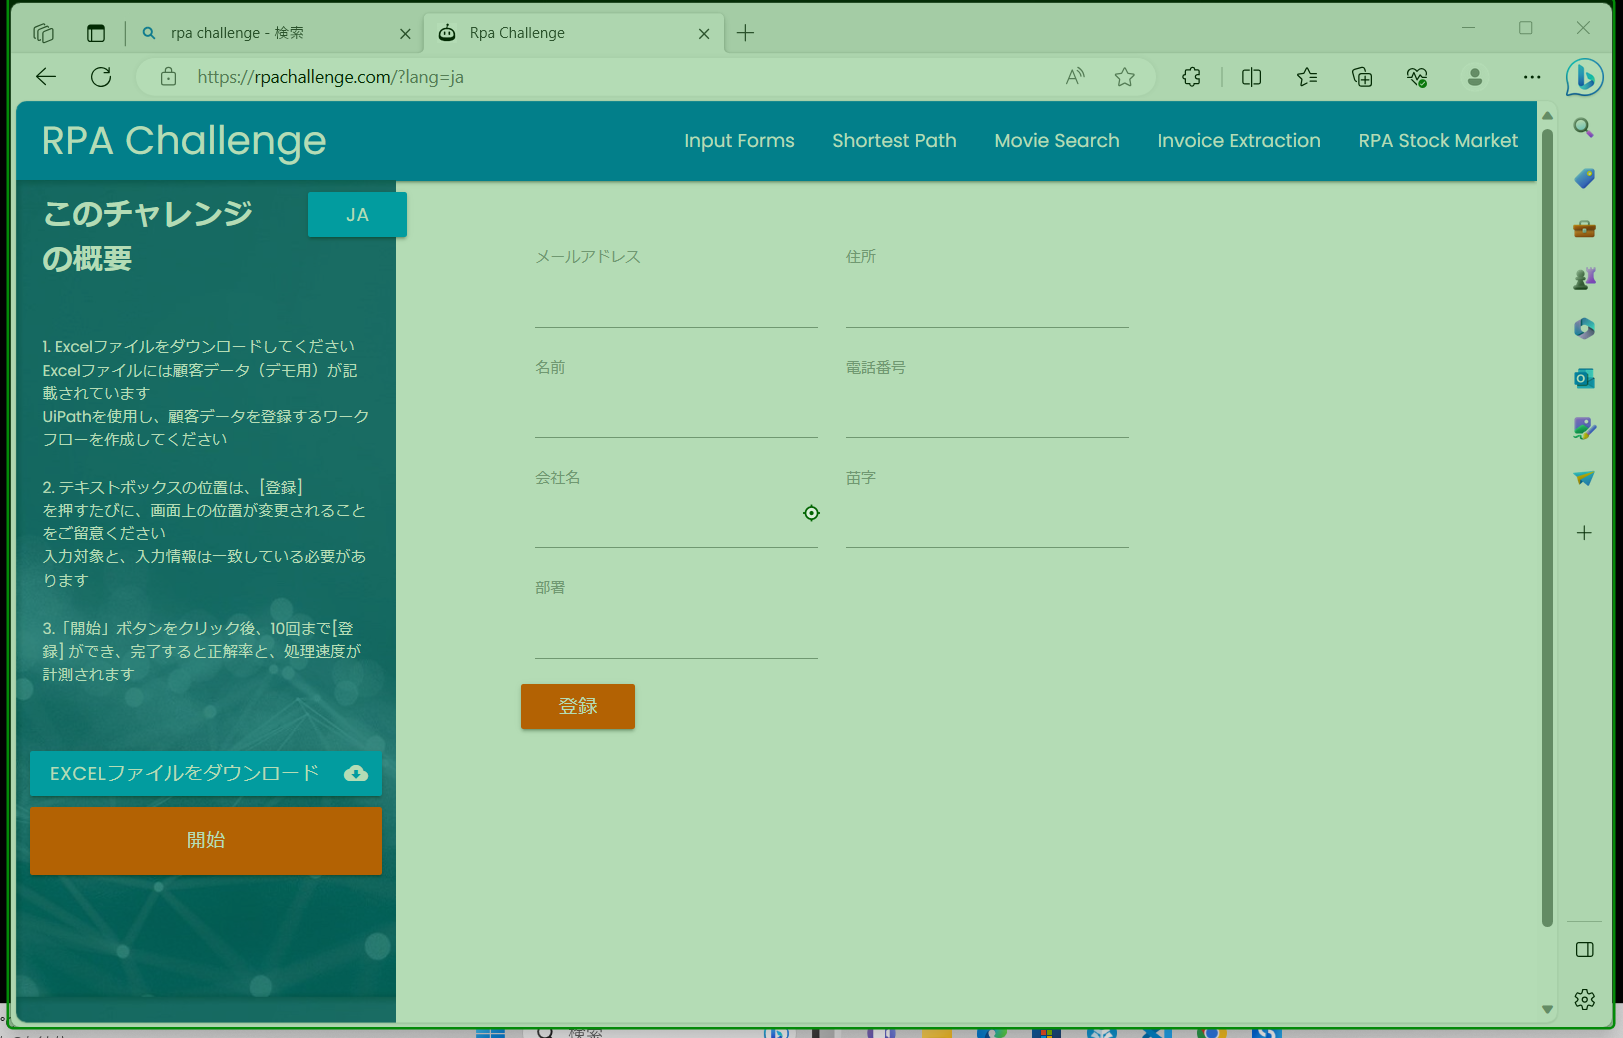 rpa challenge - 検索
Rpa Challenge
https://rpachallenge.com/?lang=ja
RPA Challenge
Input Forms
Shortest Path
Movie Search
Invoice Extraction
RPA Stock Market
このチャレンジ
の概要
JA
1. Excelファイルをダウンロードしてください
Excelファイルには顧客データ（デモ用）が記
載されています
UiPathを使用し、顧客データを登録するワーク
フローを作成してください
2. テキストボックスの位置は、[登録]
を押すたびに、画面上の位置が変更されること
をご留意ください
入力対象と、入力情報は一致している必要があ
ります
3.「開始」ボタンをクリック後、10回まで[登
録] ができ、完了すると正解率と、処理速度が
計測されます
EXCELファイルをダウンロード
開始
メールアドレス
住所
名前
電話番号
会社名
苗字
部署
登録
検索